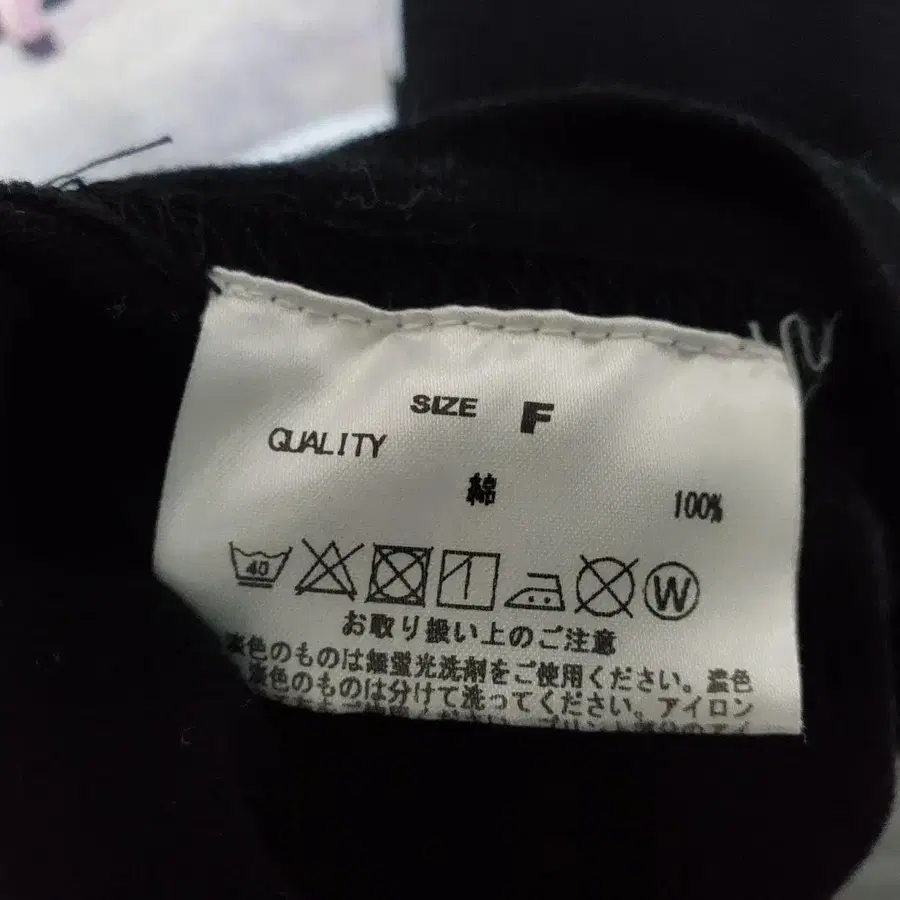 SIZE F
QUALITY
綿 100%
40 W
お取り扱い上のご注意
色のものは無蛍光洗剤をご使用ください。濃色
濃色のものは分けて洗ってください。アイロン